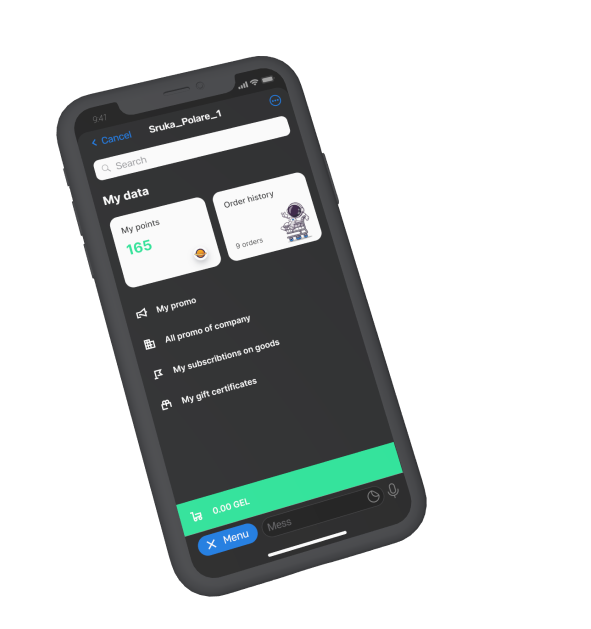 9:41
Cancel
Sruka_Polare_1
Search
My data
My points
165
Order history
9 orders
My promo
All promo of company
My subscribtions on goods
My gift certificates
0.00 GEL
Menu
Mess